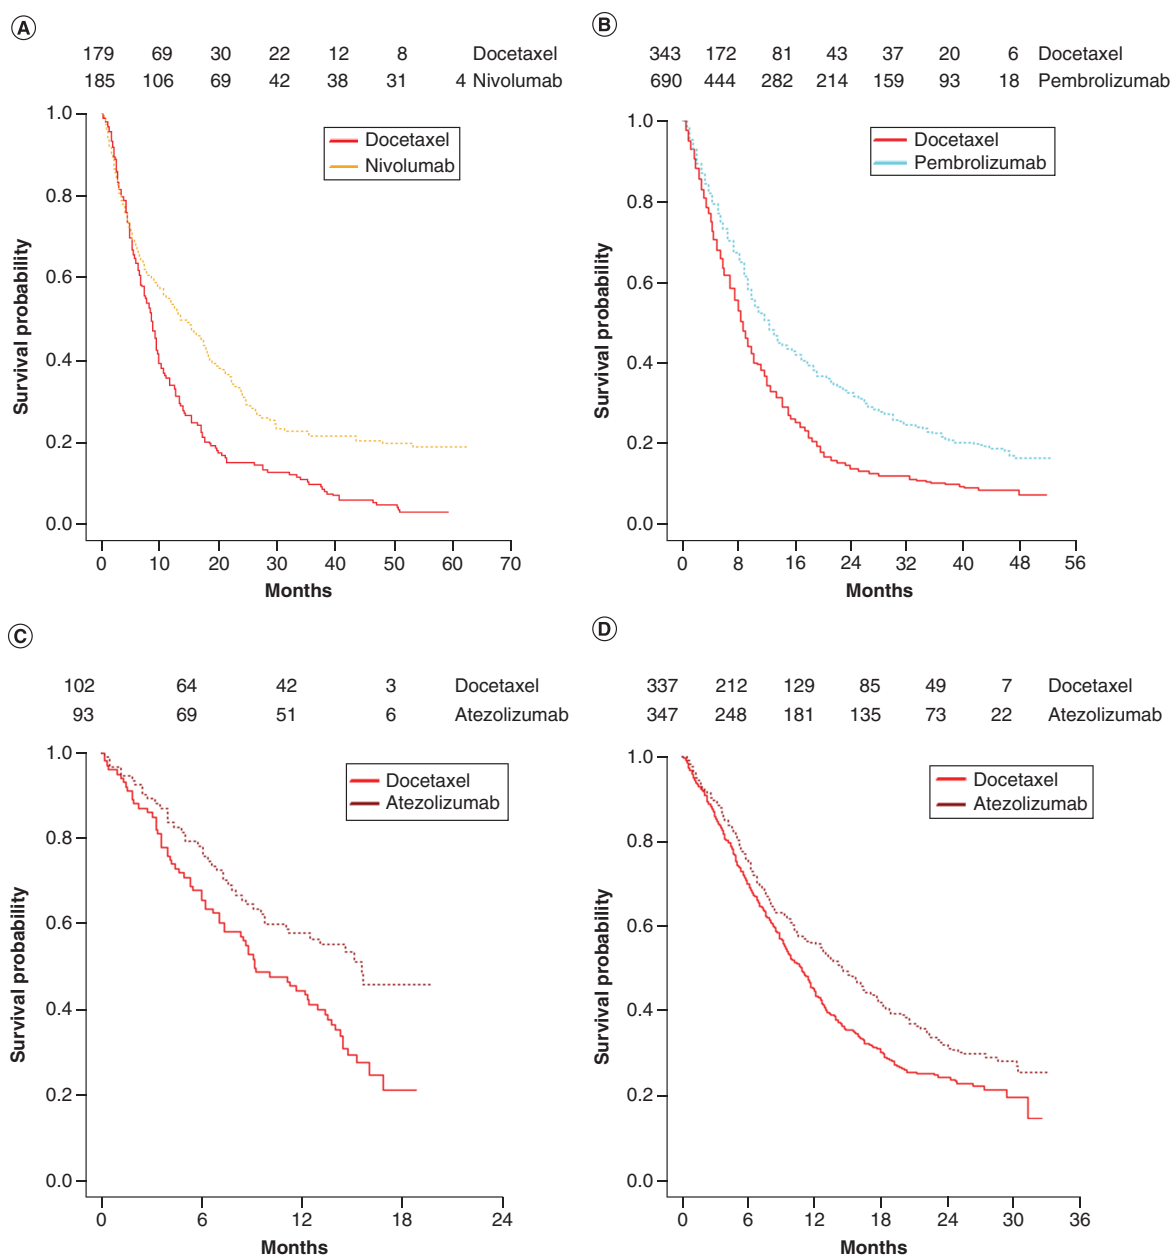 A
179 69 30 22 12 8 Docetaxel
185 106 69 42 38 31 4 Nivolumab
1.0
0.8
0.6
0.4
0.2
0.0
Survival probability
Docetaxel
Nivolumab
0 10 20 30 40 50 60 70
Months
B
343 172 81 43 37 20 6 Docetaxel
690 444 282 214 159 93 18 Pembrolizumab
1.0
0.8
0.6
0.4
0.2
0.0
Survival probability
Docetaxel
Pembrolizumab
0 8 16 24 32 40 48 56
Months
C
102 64 42 3 Docetaxel
93 69 51 6 Atezolizumab
1.0
0.8
0.6
0.4
0.2
0.0
Survival probability
Docetaxel
Atezolizumab
0 6 12 18 24
Months
D
337 212 129 85 49 7 Docetaxel
347 248 181 135 73 22 Atezolizumab
1.0
0.8
0.6
0.4
0.2
0.0
Survival probability
Docetaxel
Atezolizumab
0 6 12 18 24 30 36
Months